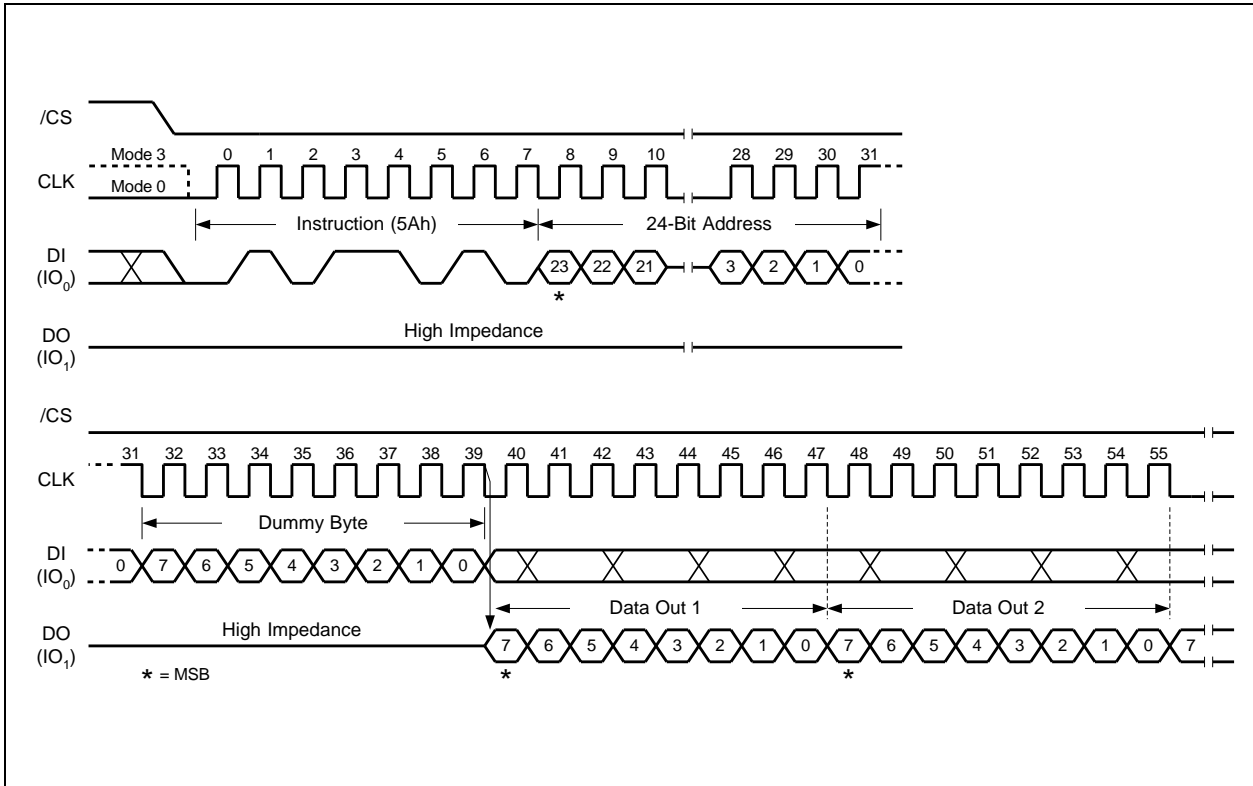 /CS
Mode 3 0 1 2 3 4 5 6 7 8 9 10 28 29 30 31
CLK
Mode 0
Instruction (5Ah) 24-Bit Address
DI
(IO0) 23 22 21 3 2 1 0
*
High Impedance
DO
(IO1)
/CS
31 32 33 34 35 36 37 38 39 40 41 42 43 44 45 46 47 48 49 50 51 52 53 54 55
CLK
Dummy Byte
DI
(IO0) 0 7 6 5 4 3 2 1 0
Data Out 1 Data Out 2
High Impedance
DO
(IO1) 7 6 5 4 3 2 1 0 7 6 5 4 3 2 1 0 7
* = MSB * *